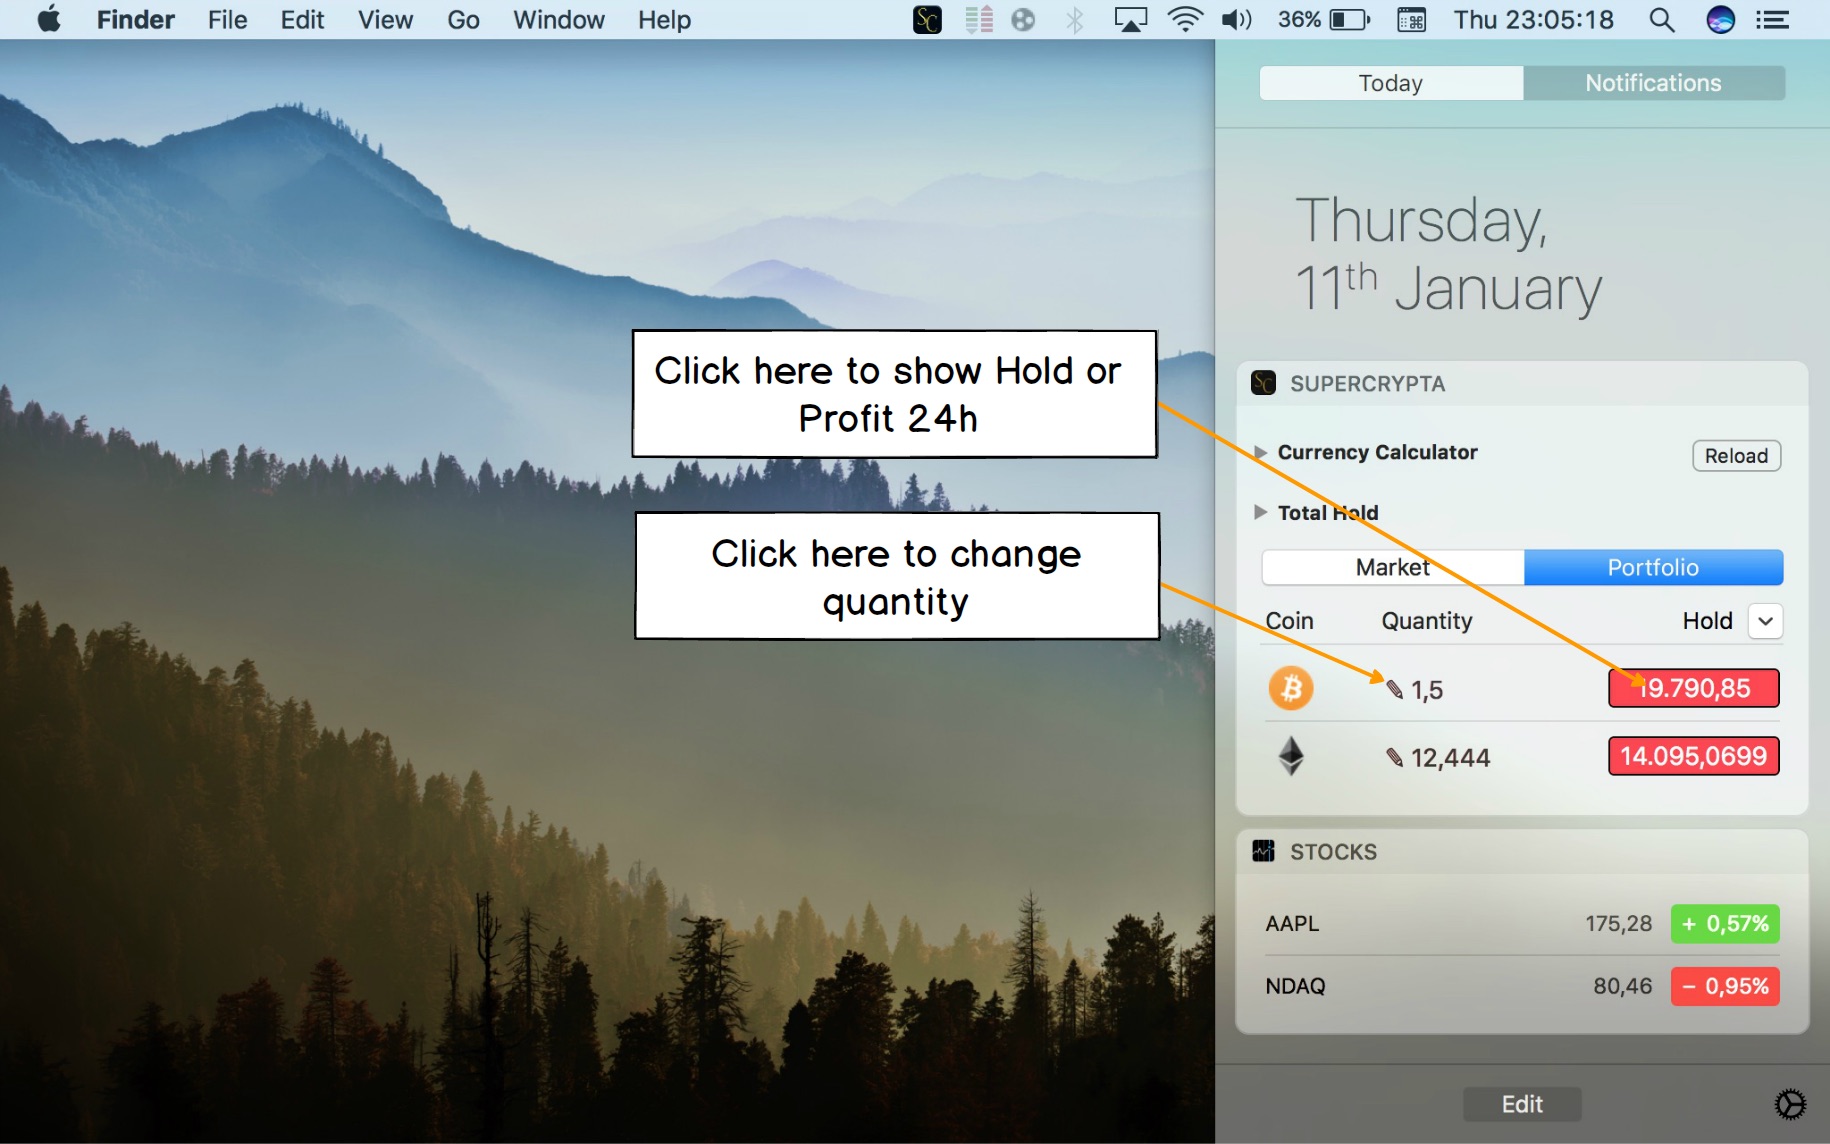 Finder File Edit View Go Window Help SC 36% Thu 23:05:18
Today Notifications
Thursday,
11th January
Click here to show Hold or
Profit 24h
Click here to change
quantity
SC SUPERCRYPTA
Currency Calculator Reload
Total Hold
Market Portfolio
Coin Quantity Hold
1,5 19.790,85
12,444 14.095,0699
STOCKS
AAPL 175,28 + 0,57%
NDAQ 80,46 − 0,95%
Edit